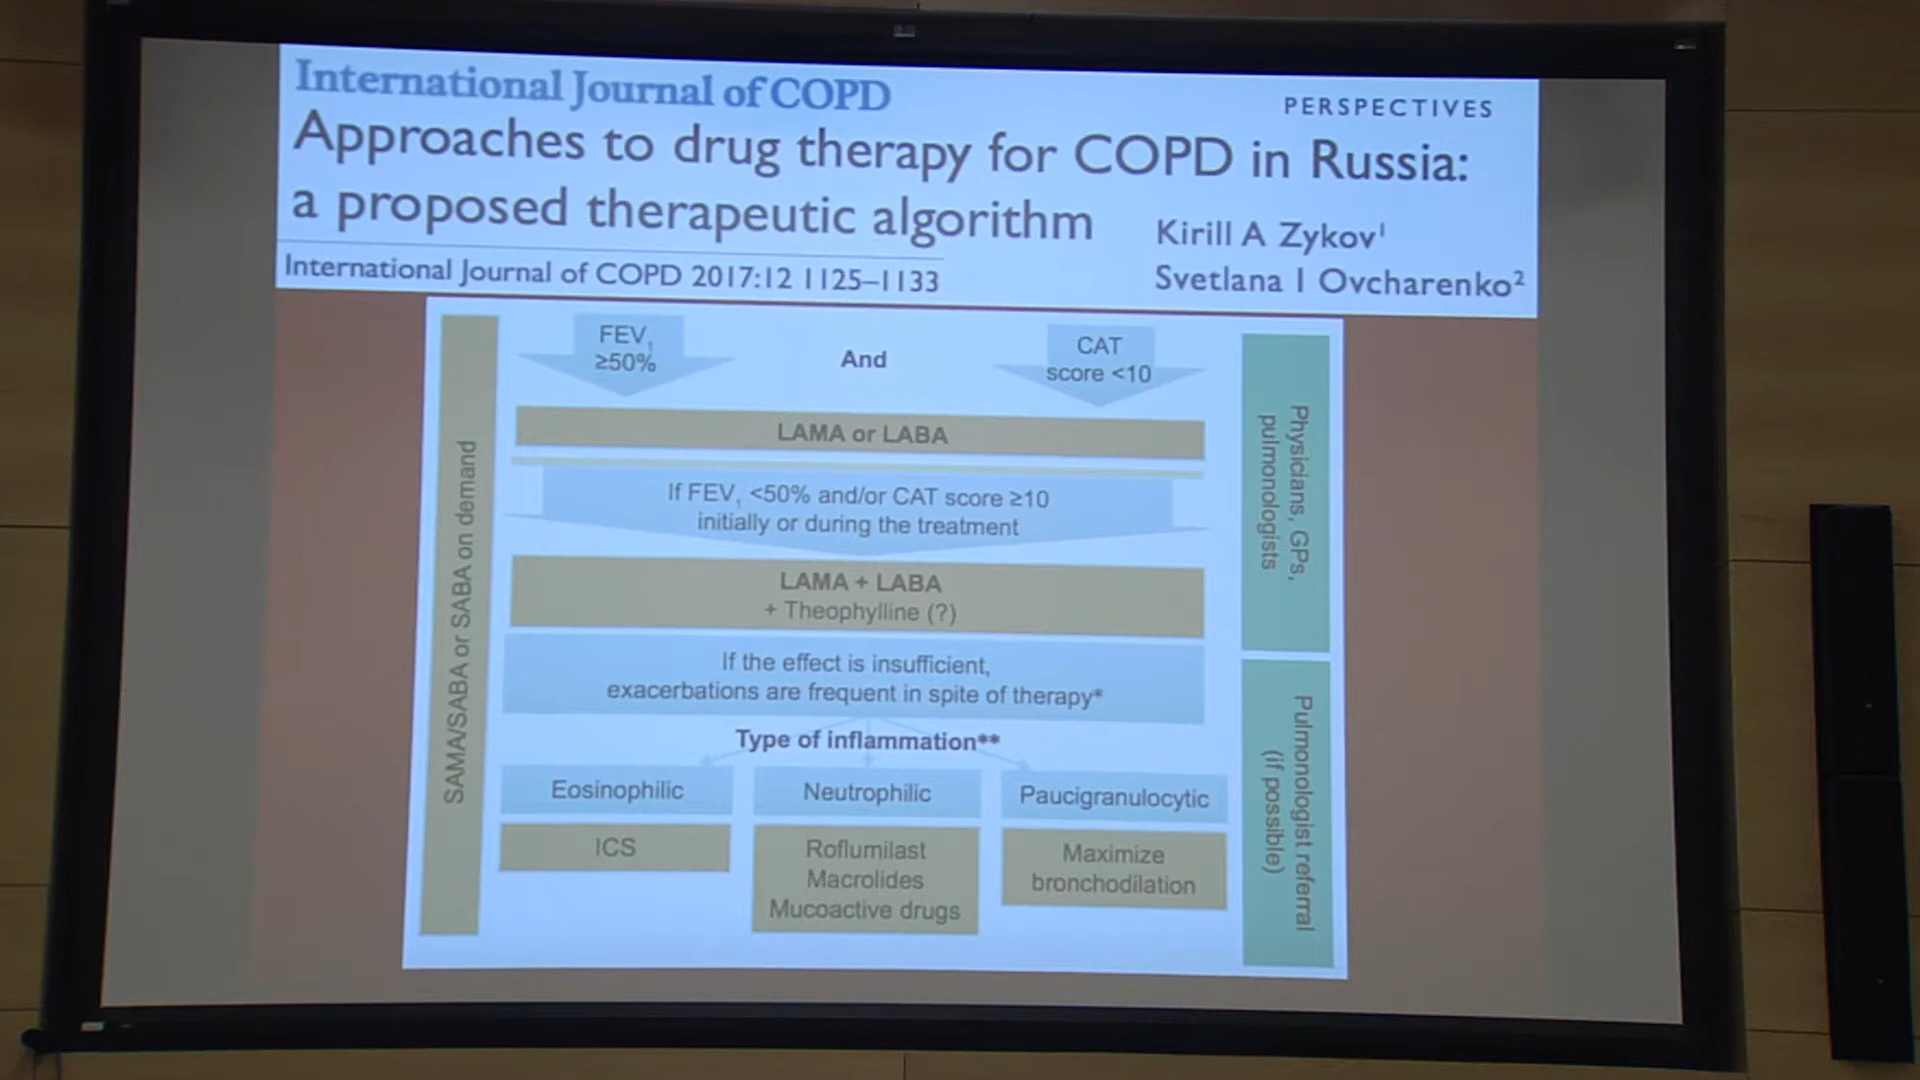 International Journal of COPD
PERSPECTIVES
Approaches to drug therapy for COPD in Russia:
a proposed therapeutic algorithm
Kirill A Zykov¹
Svetlana I Ovcharenko²
International Journal of COPD 2017:12 1125–1133
SAMA/SABA or SABA on demand
FEV₁
≥50%
And
CAT
score <10
LAMA or LABA
If FEV₁ <50% and/or CAT score ≥10
initially or during the treatment
LAMA + LABA
+ Theophylline (?)
If the effect is insufficient,
exacerbations are frequent in spite of therapy*
Type of inflammation**
Eosinophilic
Neutrophilic
Paucigranulocytic
ICS
Roflumilast
Macrolides
Mucoactive drugs
Maximize
bronchodilation
Physicians, GPs,
pulmonologists
Pulmonologist referral
(if possible)